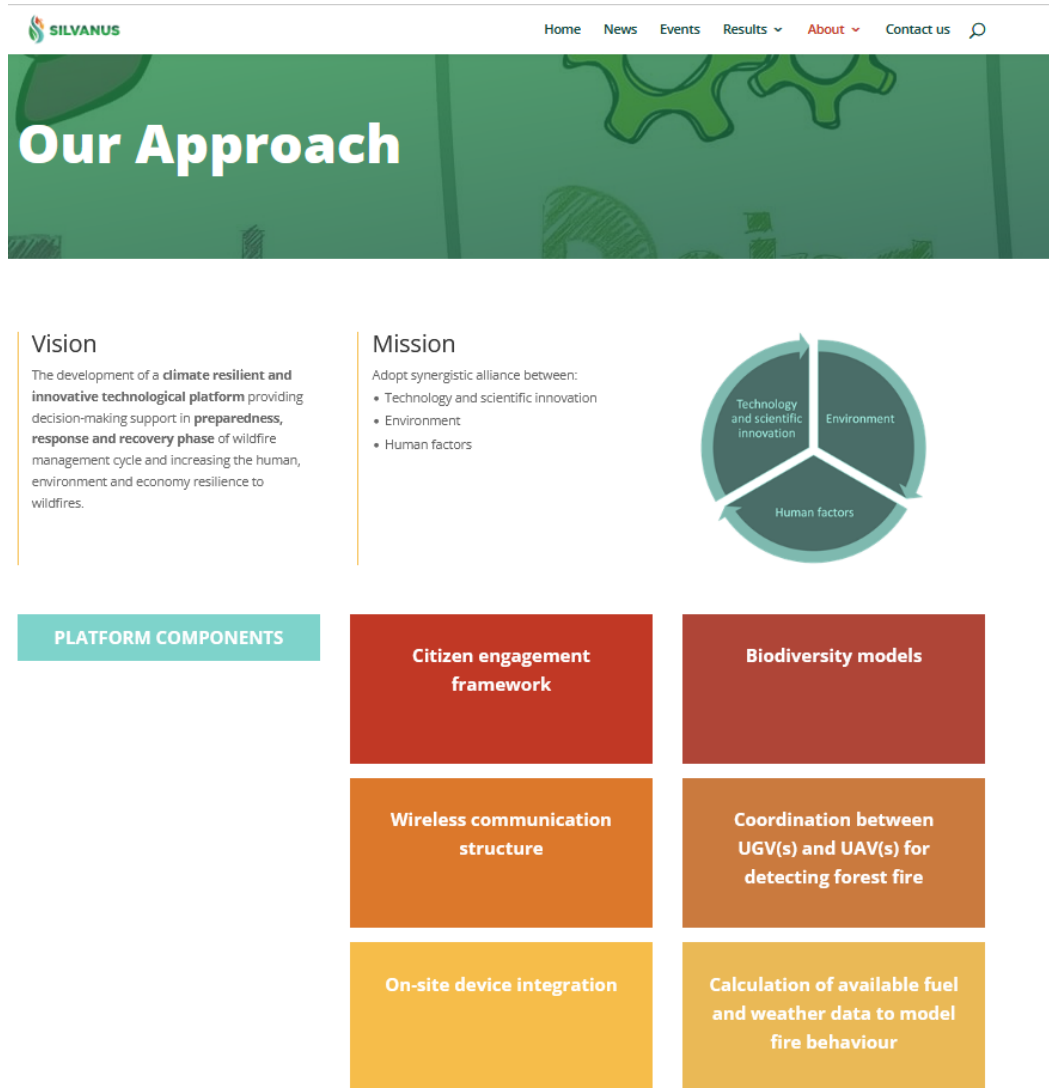 SILVANUS
Home News Events Results About Contact us
Our Approach
Vision
The development of a climate resilient and
innovative technological platform providing
decision-making support in preparedness,
response and recovery phase of wildfire
management cycle and increasing the human,
environment and economy resilience to
wildfires.
Mission
Adopt synergistic alliance between:
• Technology and scientific innovation
• Environment
• Human factors
Technology
and scientific
innovation
Environment
Human factors
PLATFORM COMPONENTS
Citizen engagement
framework
Biodiversity models
Wireless communication
structure
Coordination between
UGV(s) and UAV(s) for
detecting forest fire
On-site device integration
Calculation of available fuel
and weather data to model
fire behaviour